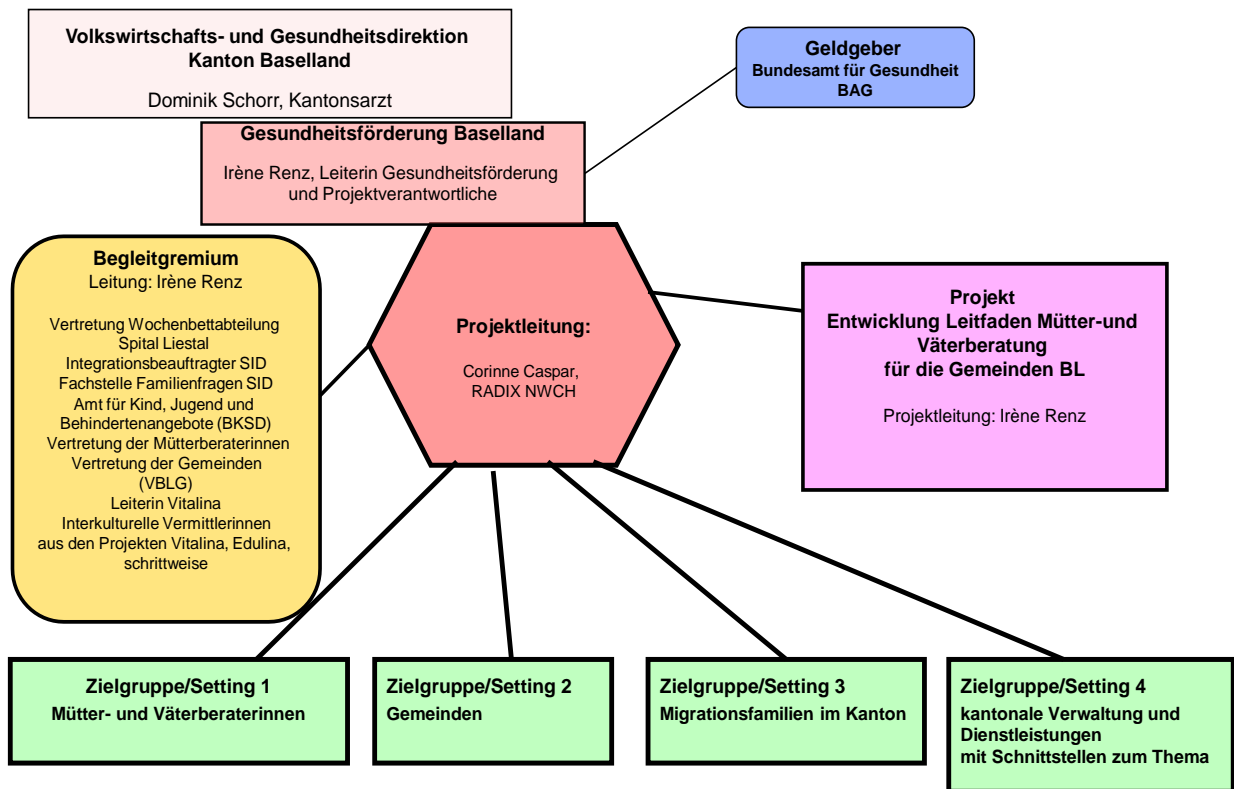 Volkswirtschafts- und Gesundheitsdirektion
Kanton Baselland
Dominik Schorr, Kantonsarzt
Geldgeber
Bundesamt für Gesundheit
BAG
Gesundheitsförderung Baselland
Irène Renz, Leiterin Gesundheitsförderung
und Projektverantwortliche
Begleitgremium
Leitung: Irène Renz
Vertretung Wochenbettabteilung
Spital Liestal
Integrationsbeauftragter SID
Fachstelle Familienfragen SID
Amt für Kind, Jugend und
Behindertenangebote (BKSD)
Vertretung der Mütterberaterinnen
Vertretung der Gemeinden
(VBLG)
Leiterin Vitalina
Interkulturelle Vermittlerinnen
aus den Projekten Vitalina, Edulina,
schrittweise
Projektleitung:
Corinne Caspar,
RADIX NWCH
Projekt
Entwicklung Leitfaden Mütter-und
Väterberatung
für die Gemeinden BL
Projektleitung: Irène Renz
Zielgruppe/Setting 1
Mütter- und Väterberaterinnen
Zielgruppe/Setting 2
Gemeinden
Zielgruppe/Setting 3
Migrationsfamilien im Kanton
Zielgruppe/Setting 4
kantonale Verwaltung und
Dienstleistungen
mit Schnittstellen zum Thema